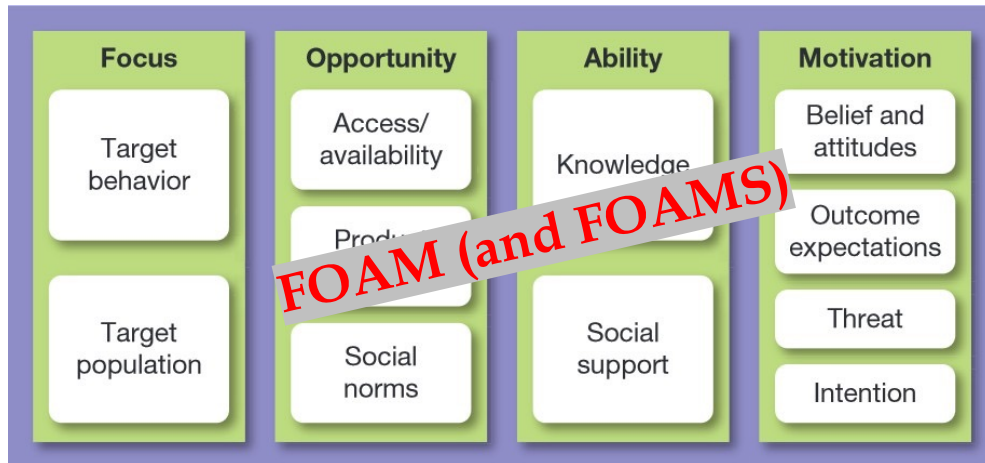 Focus
Target
behavior
Target
population
Opportunity
Access/
availability
Social
norms
Ability
Knowledge
Social
support
Motivation
Belief and
attitudes
Outcome
expectations
Threat
Intention
FOAM (and FOAMS)